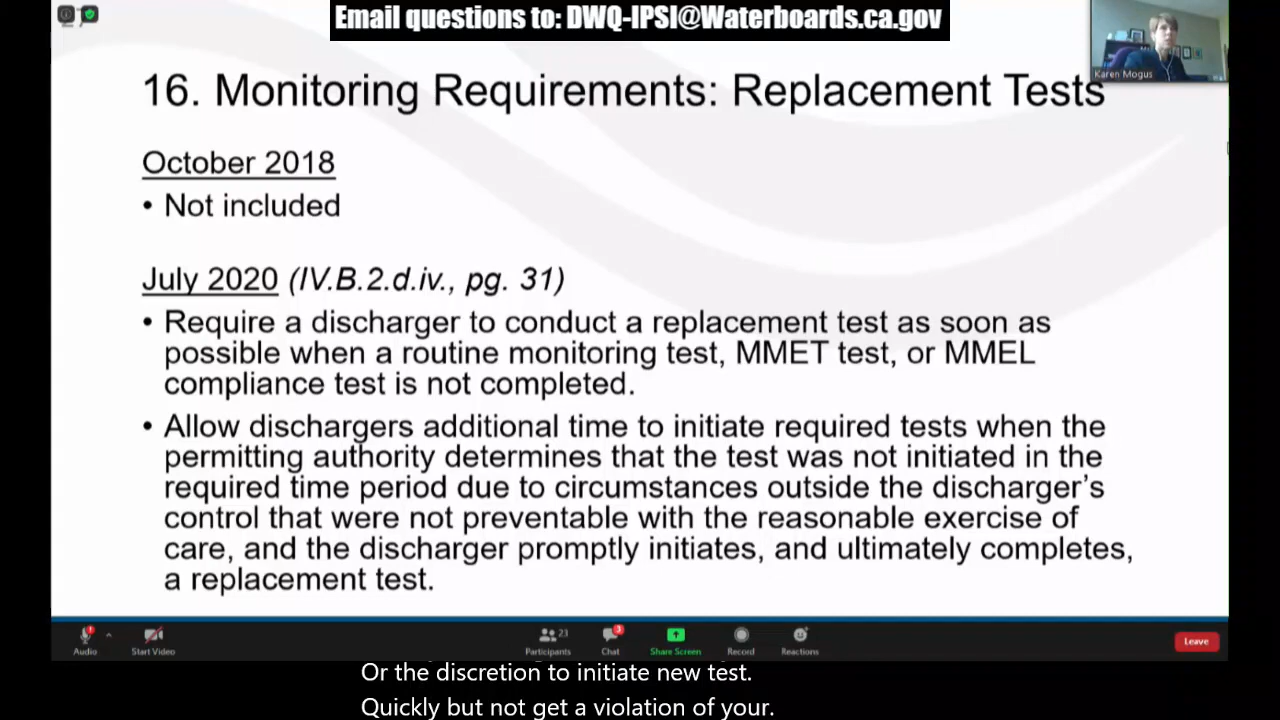 Email questions to: DWQ-IPSI@Waterboards.ca.gov
Karen Mogus
16. Monitoring Requirements: Replacement Tests
October 2018
• Not included
July 2020 (IV.B.2.d.iv., pg. 31)
• Require a discharger to conduct a replacement test as soon as
possible when a routine monitoring test, MMET test, or MMEL
compliance test is not completed.
• Allow dischargers additional time to initiate required tests when the
permitting authority determines that the test was not initiated in the
required time period due to circumstances outside the discharger's
control that were not preventable with the reasonable exercise of
care, and the discharger promptly initiates, and ultimately completes,
a replacement test.
Audio
Start Video
Participants
23
Chat
3
Share Screen
Record
Reactions
Leave
Or the discretion to initiate new test.
Quickly but not get a violation of your.